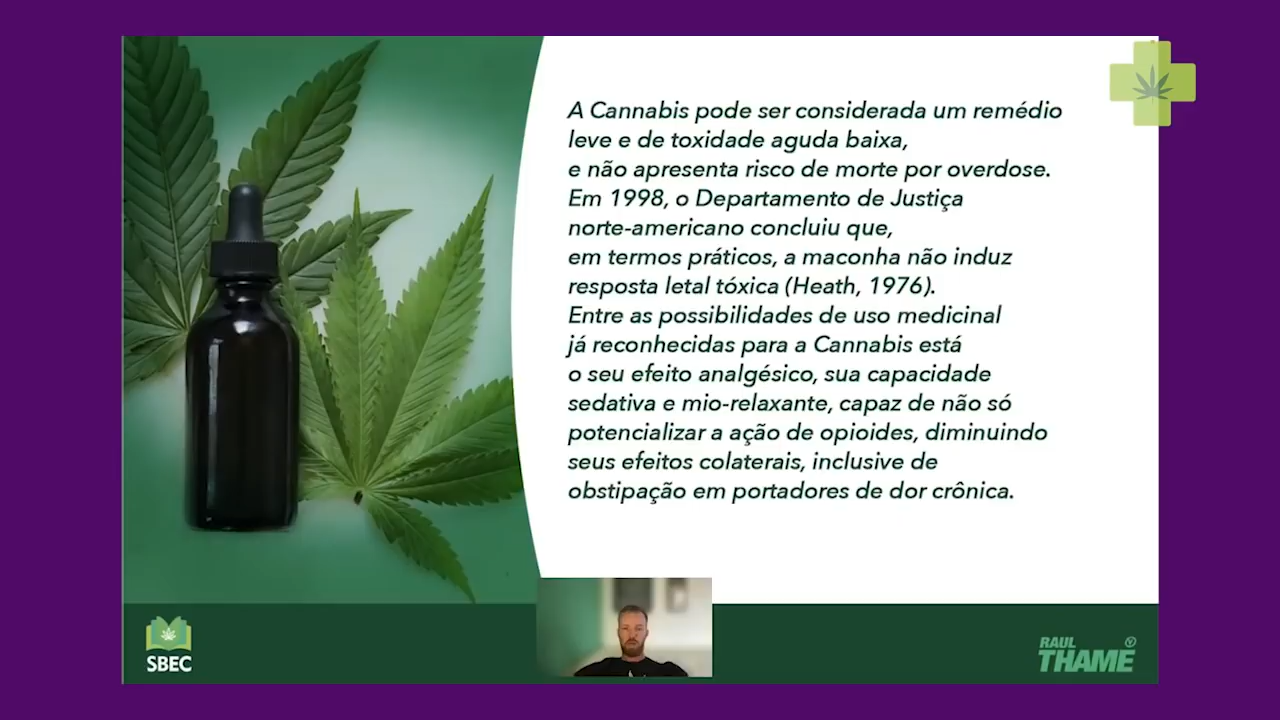 A Cannabis pode ser considerada um remédio
leve e de toxidade aguda baixa,
e não apresenta risco de morte por overdose.
Em 1998, o Departamento de Justiça
norte-americano concluiu que,
em termos práticos, a maconha não induz
resposta letal tóxica (Heath, 1976).
Entre as possibilidades de uso medicinal
já reconhecidas para a Cannabis está
o seu efeito analgésico, sua capacidade
sedativa e mio-relaxante, capaz de não só
potencializar a ação de opioides, diminuindo
seus efeitos colaterais, inclusive de
obstipação em portadores de dor crônica.
SBEC
RAUL
THAME